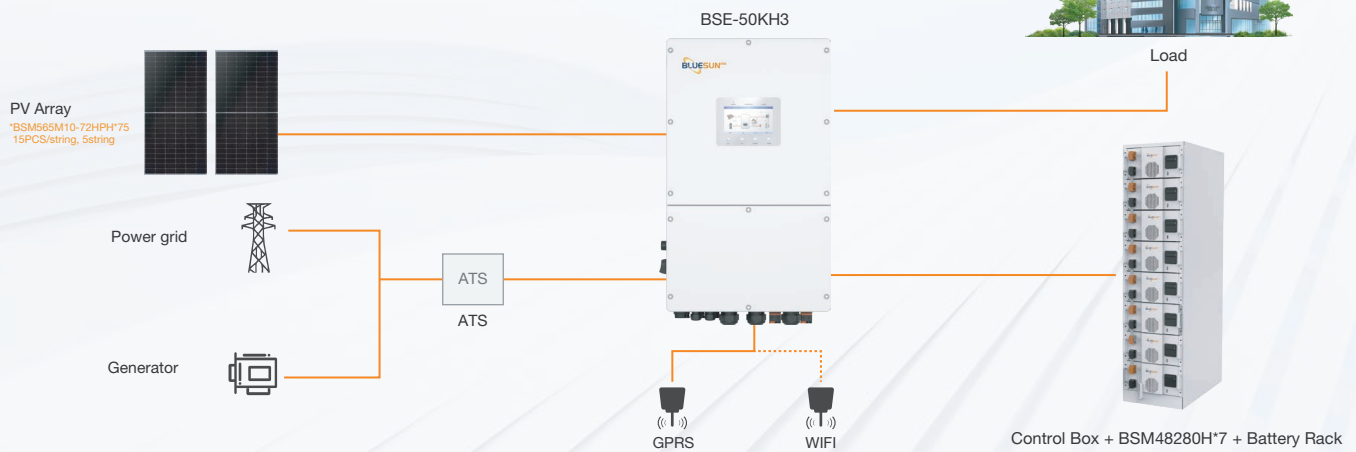 BSE-50KH3
BLUESUN
Load
PV Array
*BSM565M10-72HPH*75
15PCS/string, 5string
Power grid
ATS
ATS
Generator
GPRS
WIFI
Control Box + BSM48280H*7 + Battery Rack